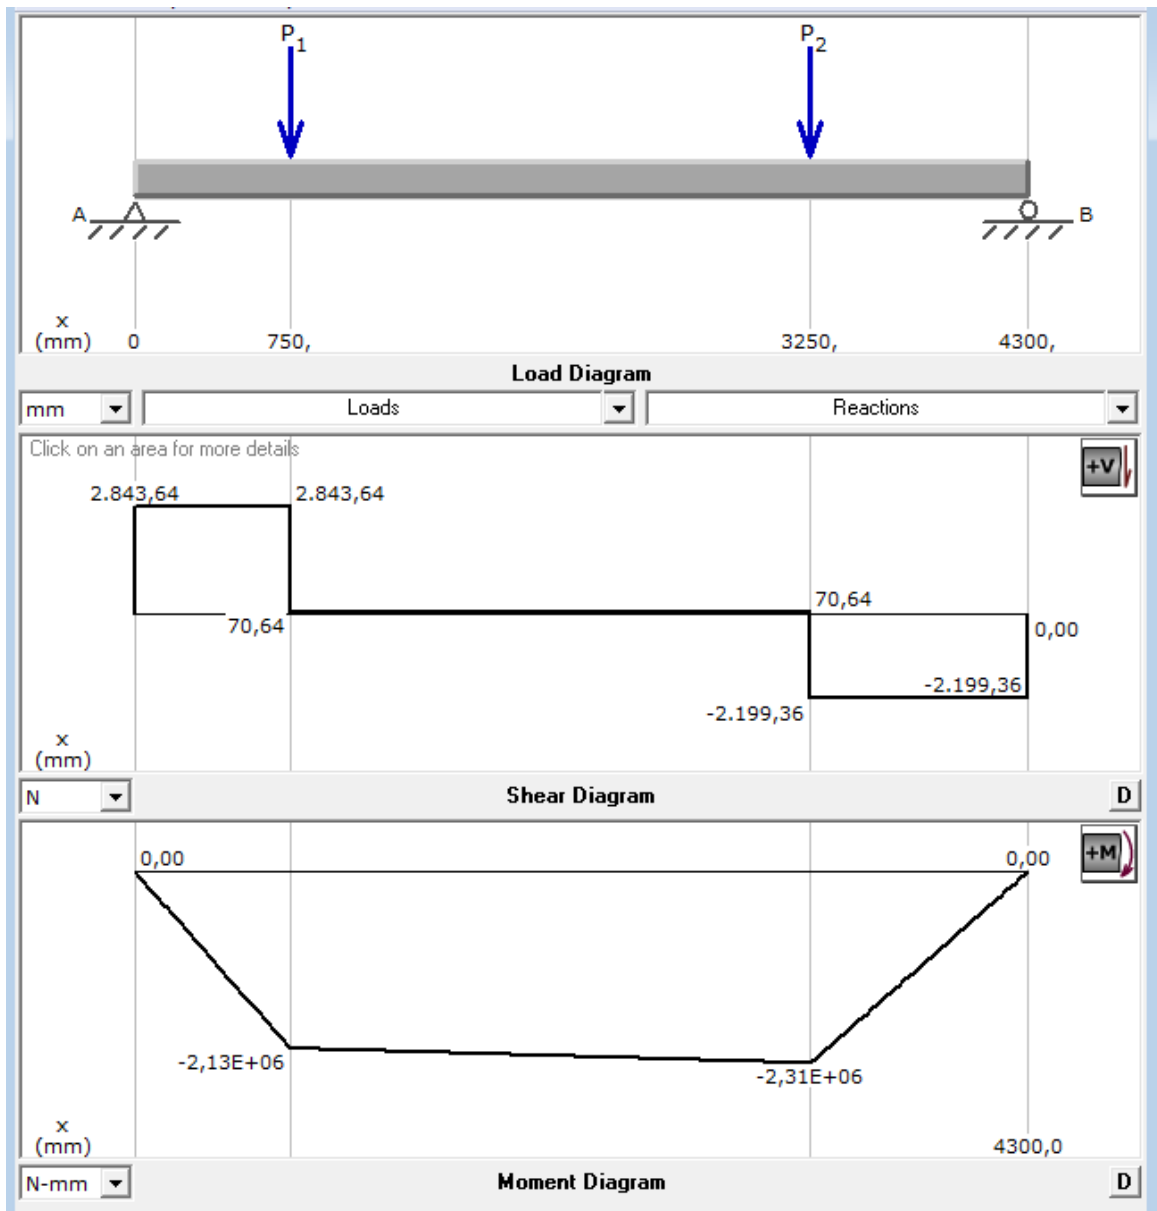 P1 P2
A B
x
(mm) 0 750, 3250, 4300,
Load Diagram
mm Loads Reactions
Click on an area for more details
+V
2.843,64 2.843,64
70,64 70,64 0,00
-2.199,36 -2.199,36
x
(mm)
N Shear Diagram D
0,00 0,00 +M
-2,13E+06 -2,31E+06
x
(mm) 4300,0
N-mm Moment Diagram D